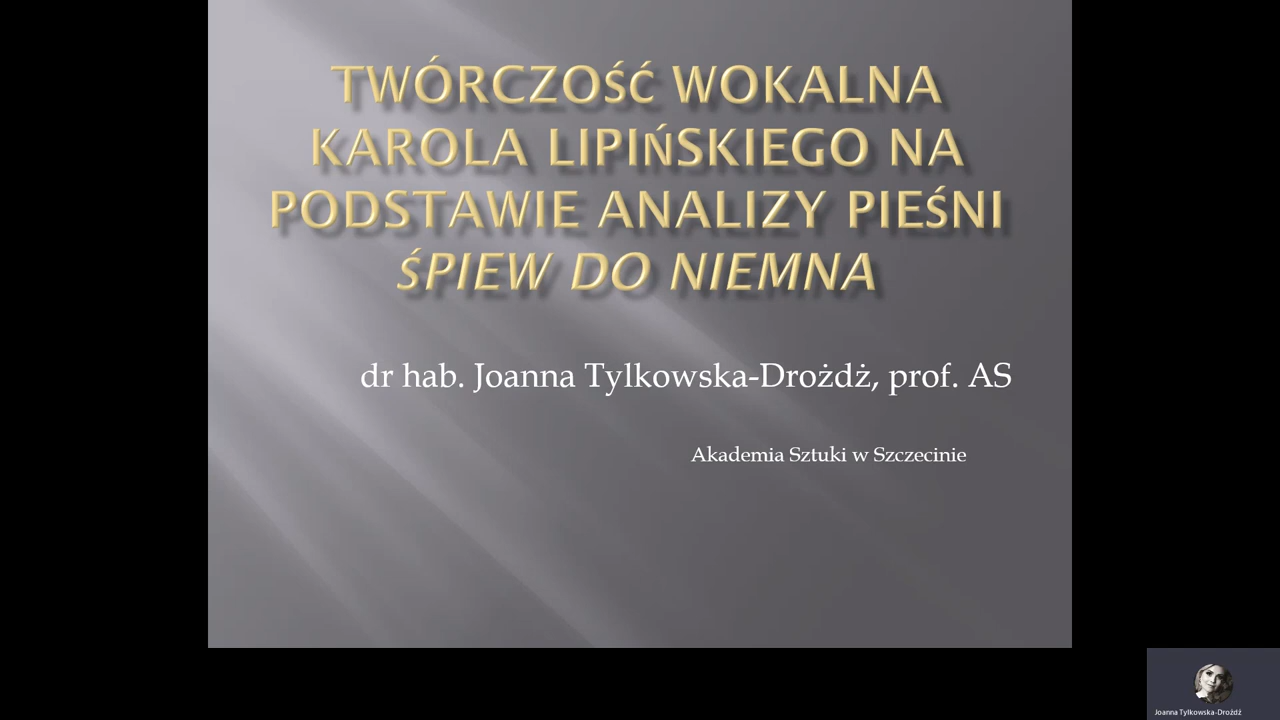 TWÓRCZOŚĆ WOKALNA
KAROLA LIPIŃSKIEGO NA
PODSTAWIE ANALIZY PIEŚNI
ŚPIEW DO NIEMNA
dr hab. Joanna Tylkowska-Drożdż, prof. AS
Akademia Sztuki w Szczecinie
Joanna Tylkowska-Drożdż